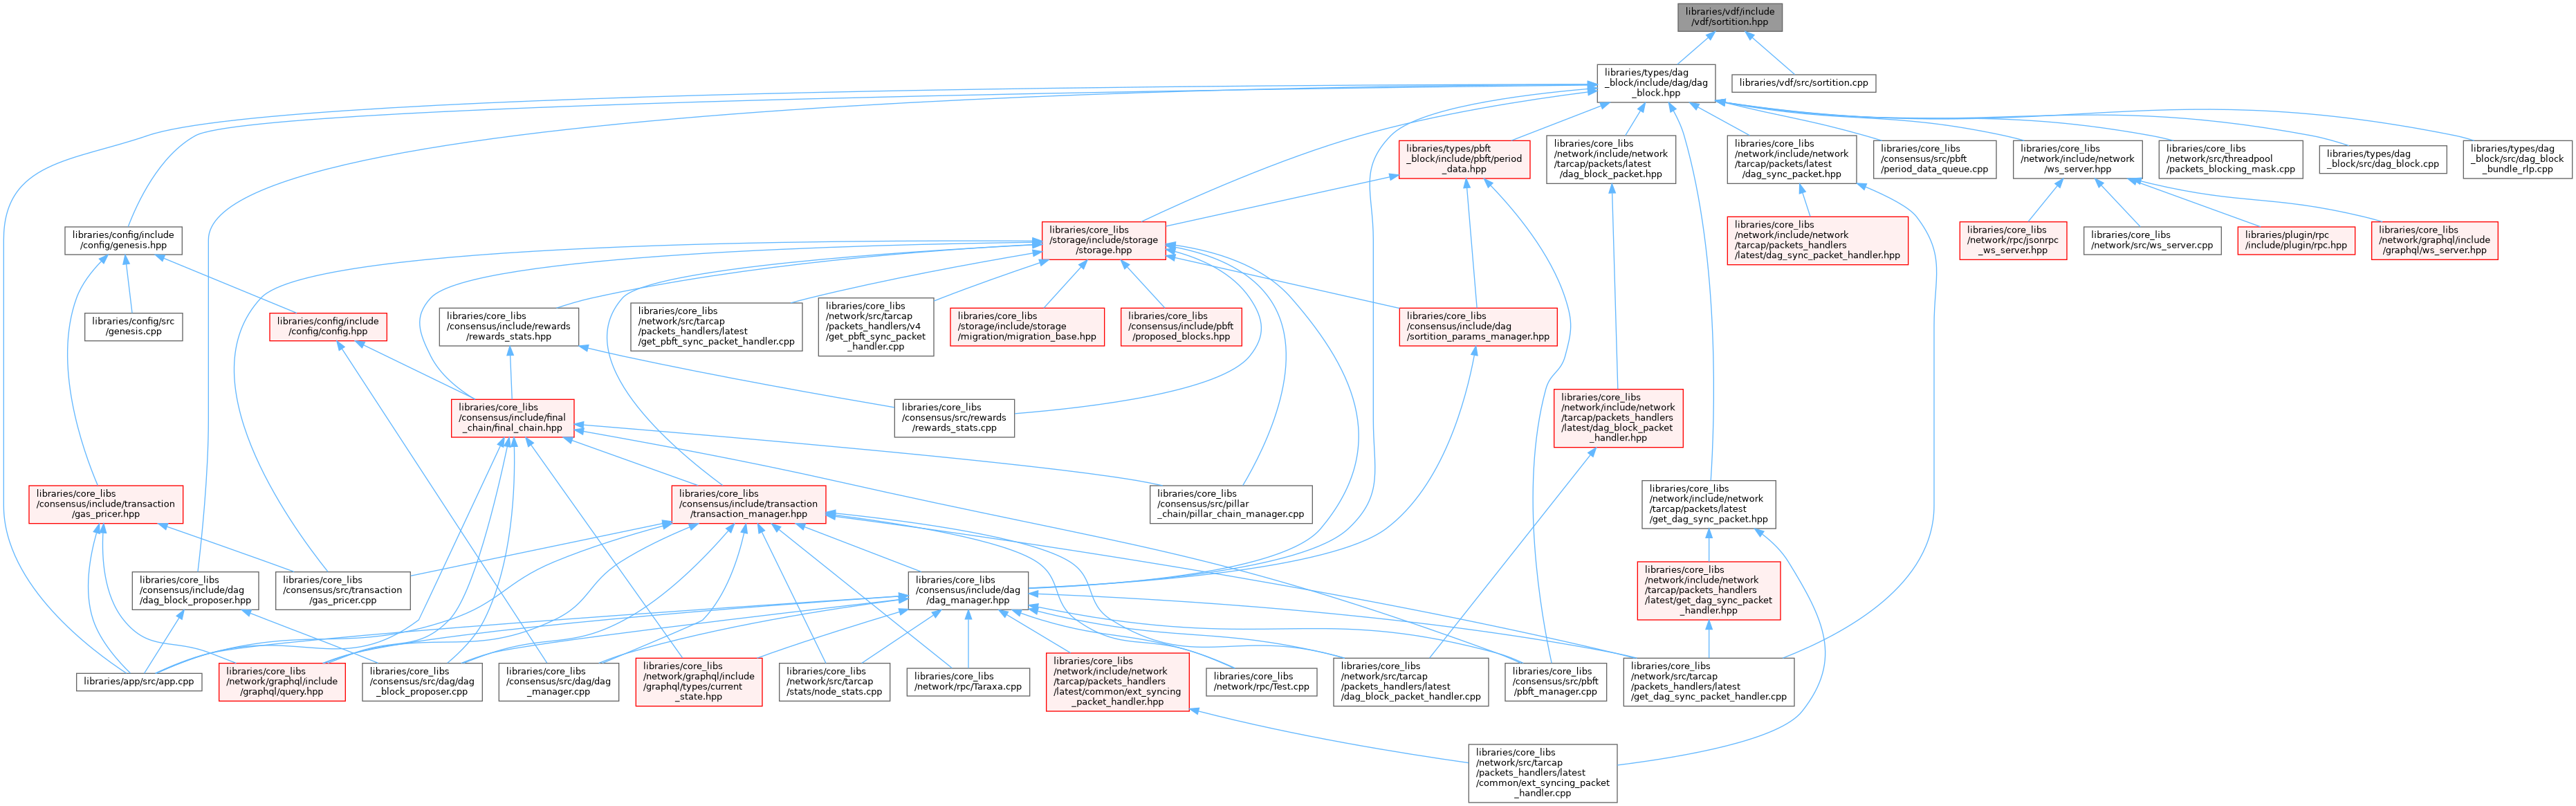 libraries/vdf/include
/vdf/sortition.hpp
libraries/types/dag
_block/include/dag/dag
_block.hpp
libraries/vdf/src/sortition.cpp
libraries/types/pbft
_block/include/pbft/period
_data.hpp
libraries/core_libs
/network/include/network
/tarcap/packets/latest
/dag_block_packet.hpp
libraries/core_libs
/network/include/network
/tarcap/packets/latest
/dag_sync_packet.hpp
libraries/core_libs
/consensus/src/pbft
/period_data_queue.cpp
libraries/core_libs
/network/include/network
/ws_server.hpp
libraries/core_libs
/network/src/threadpool
/packets_blocking_mask.cpp
libraries/types/dag
_block/src/dag_block.cpp
libraries/types/dag
_block/src/dag_block
_bundle_rlp.cpp
libraries/config/include
/config/genesis.hpp
libraries/core_libs
/storage/include/storage
/storage.hpp
libraries/core_libs
/network/include/network
/tarcap/packets_handlers
/latest/dag_sync_packet_handler.hpp
libraries/core_libs
/network/rpc/jsonrpc
_ws_server.hpp
libraries/core_libs
/network/src/ws_server.cpp
libraries/plugin/rpc
/include/plugin/rpc.hpp
libraries/core_libs
/network/graphql/include
/graphql/ws_server.hpp
libraries/config/src
/genesis.cpp
libraries/config/include
/config/config.hpp
libraries/core_libs
/consensus/include/rewards
/rewards_stats.hpp
libraries/core_libs
/network/src/tarcap
/packets_handlers/latest
/get_pbft_sync_packet_handler.cpp
libraries/core_libs
/network/src/tarcap
/packets_handlers/v4
/get_pbft_sync_packet
_handler.cpp
libraries/core_libs
/storage/include/storage
/migration/migration_base.hpp
libraries/core_libs
/consensus/include/pbft
/proposed_blocks.hpp
libraries/core_libs
/consensus/include/dag
/sortition_params_manager.hpp
libraries/core_libs
/consensus/include/final
_chain/final_chain.hpp
libraries/core_libs
/consensus/src/rewards
/rewards_stats.cpp
libraries/core_libs
/network/include/network
/tarcap/packets_handlers
/latest/dag_block_packet
_handler.hpp
libraries/core_libs
/consensus/include/transaction
/gas_pricer.hpp
libraries/core_libs
/consensus/include/transaction
/transaction_manager.hpp
libraries/core_libs
/consensus/src/pillar
_chain/pillar_chain_manager.cpp
libraries/core_libs
/network/include/network
/tarcap/packets/latest
/get_dag_sync_packet.hpp
libraries/core_libs
/consensus/include/dag
/dag_block_proposer.hpp
libraries/core_libs
/consensus/src/transaction
/gas_pricer.cpp
libraries/core_libs
/consensus/include/dag
/dag_manager.hpp
libraries/core_libs
/network/include/network
/tarcap/packets_handlers
/latest/get_dag_sync_packet
_handler.hpp
libraries/app/src/app.cpp
libraries/core_libs
/network/graphql/include
/graphql/query.hpp
libraries/core_libs
/consensus/src/dag/dag
_block_proposer.cpp
libraries/core_libs
/consensus/src/dag/dag
_manager.cpp
libraries/core_libs
/network/graphql/include
/graphql/types/current
_state.hpp
libraries/core_libs
/network/src/tarcap
/stats/node_stats.cpp
libraries/core_libs
/network/rpc/Taraxa.cpp
libraries/core_libs
/network/include/network
/tarcap/packets_handlers
/latest/common/ext_syncing
_packet_handler.hpp
libraries/core_libs
/network/rpc/Test.cpp
libraries/core_libs
/network/src/tarcap
/packets_handlers/latest
/dag_block_packet_handler.cpp
libraries/core_libs
/consensus/src/pbft
/pbft_manager.cpp
libraries/core_libs
/network/src/tarcap
/packets_handlers/latest
/get_dag_sync_packet_handler.cpp
libraries/core_libs
/network/src/tarcap
/packets_handlers/latest
/common/ext_syncing_packet
_handler.cpp